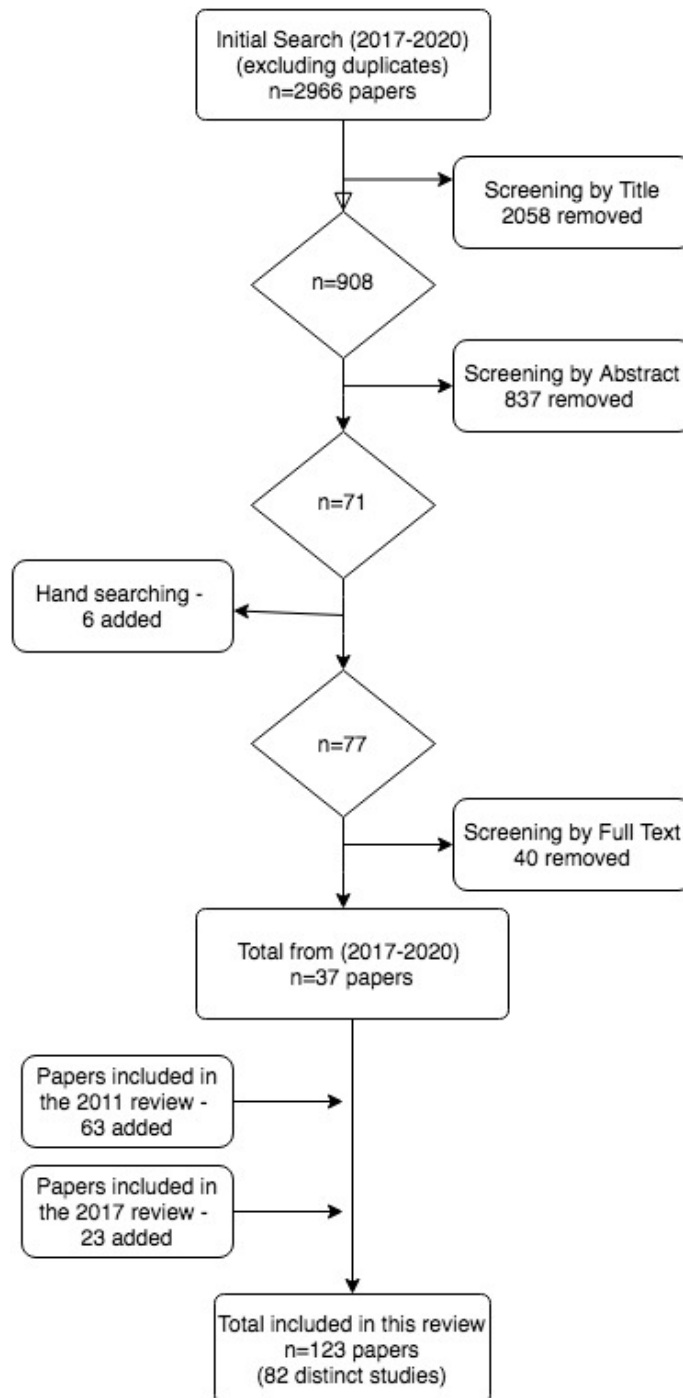 Initial Search (2017-2020)
(excluding duplicates)
n=2966 papers
Screening by Title
2058 removed
n=908
Screening by Abstract
837 removed
n=71
Hand searching -
6 added
n=77
Screening by Full Text
40 removed
Total from (2017-2020)
n=37 papers
Papers included in
the 2011 review -
63 added
Papers included in
the 2017 review -
23 added
Total included in this review
n=123 papers
(82 distinct studies)